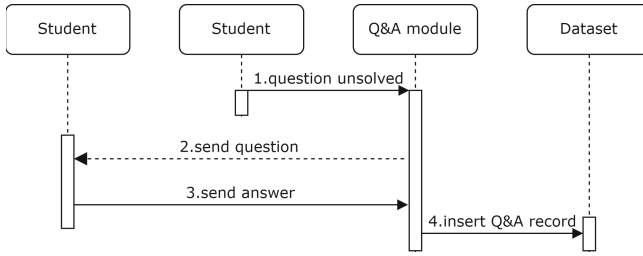 Student
Student
Q&A module
Dataset
1.question unsolved
2.send question
3.send answer
4.insert Q&A record